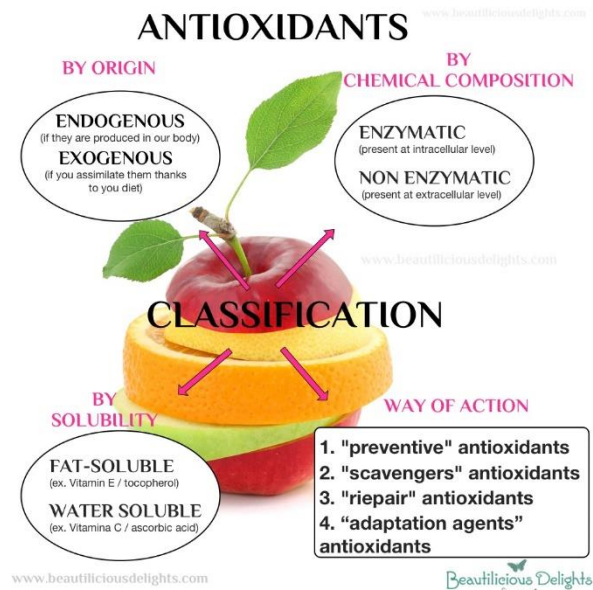 www.beautiliciousdelights.com
ANTIOXIDANTS
BY ORIGIN
ENDOGENOUS
(if they are produced in our body)
EXOGENOUS
(if you assimilate them thanks
to you diet)
BY
CHEMICAL COMPOSITION
ENZYMATIC
(present at intracellular level)
NON ENZYMATIC
(present at extracellular level)
www.beautiliciousdelights.com
CLASSIFICATION
BY
SOLUBILITY
FAT-SOLUBLE
(ex. Vitamin E / tocopherol)
WATER SOLUBLE
(ex. Vitamina C / ascorbic acid)
WAY OF ACTION
1. "preventive" antioxidants
2. "scavengers" antioxidants
3. "riepair" antioxidants
4. “adaptation agents”
antioxidants
www.beautiliciousdelights.com
Beautilicious Delights